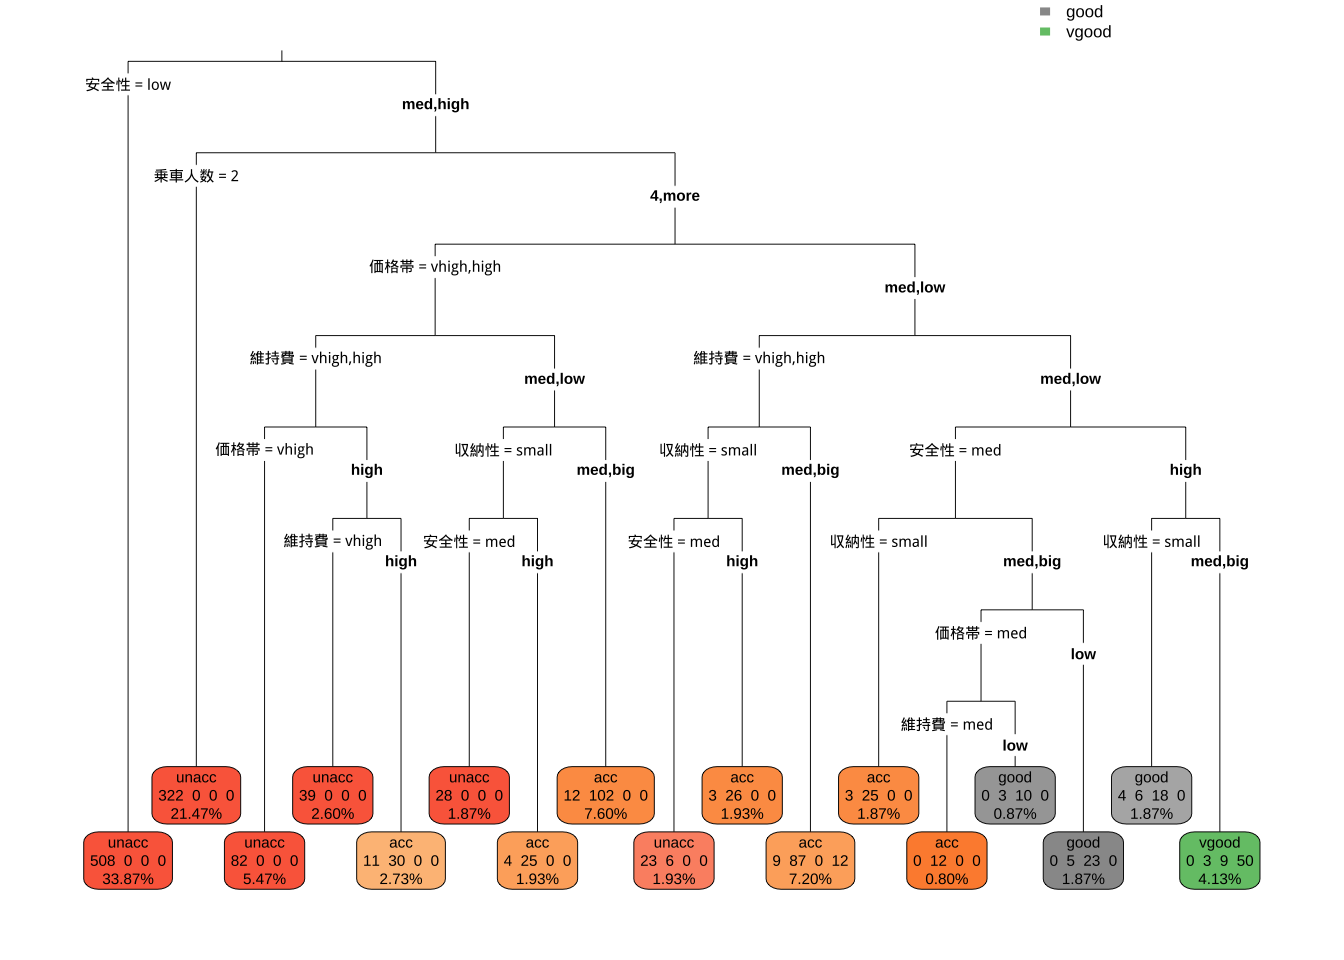 good
vgood
安全性 = low
med,high
乗車人数 = 2
4,more
価格帯 = vhigh,high
med,low
維持費 = vhigh,high
med,low
維持費 = vhigh,high
med,low
価格帯 = vhigh
high
収納性 = small
med,big
収納性 = small
med,big
安全性 = med
high
維持費 = vhigh
high
安全性 = med
high
安全性 = med
high
収納性 = small
med,big
収納性 = small
med,big
価格帯 = med
low
維持費 = med
low
unacc
322 0 0 0
21.47%
unacc
39 0 0 0
2.60%
unacc
28 0 0 0
1.87%
acc
12 102 0 0
7.60%
acc
3 26 0 0
1.93%
acc
3 25 0 0
1.87%
good
0 3 10 0
0.87%
good
4 6 18 0
1.87%
unacc
508 0 0 0
33.87%
unacc
82 0 0 0
5.47%
acc
11 30 0 0
2.73%
acc
4 25 0 0
1.93%
unacc
23 6 0 0
1.93%
acc
9 87 0 12
7.20%
acc
0 12 0 0
0.80%
good
0 5 23 0
1.87%
vgood
0 3 9 50
4.13%